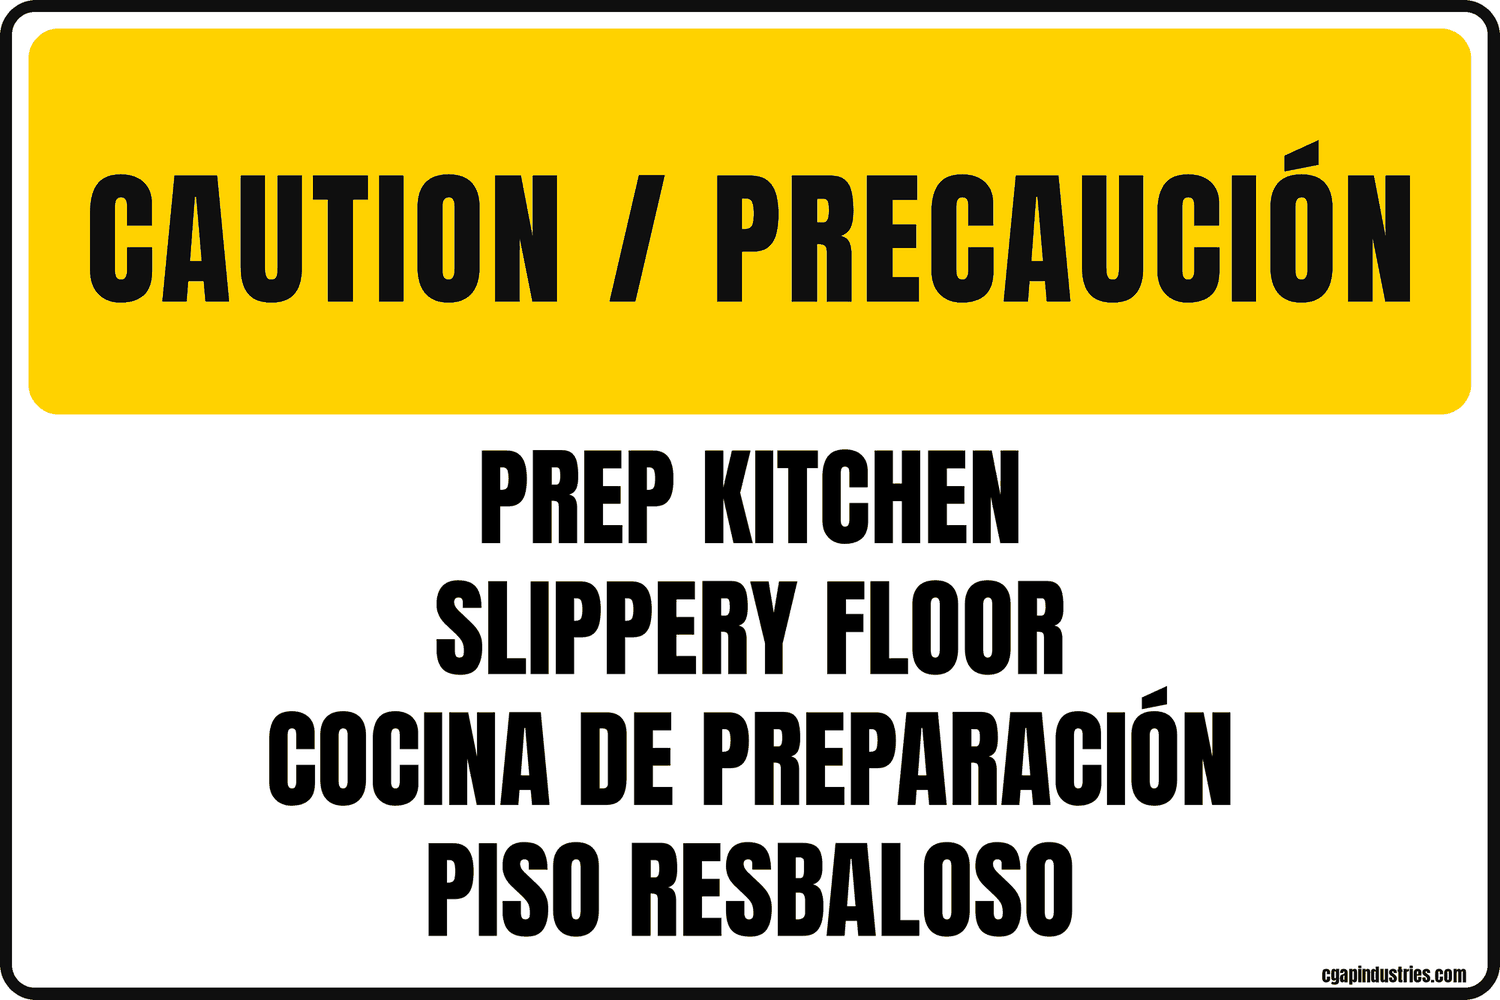 CAUTION / PRECAUCIÓN
PREP KITCHEN
SLIPPERY FLOOR
COCINA DE PREPARACIÓN
PISO RESBALOSO
cgapindustries.com